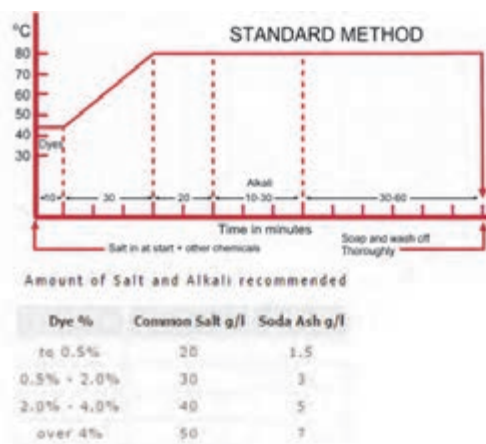 °C
STANDARD METHOD
80
70
60
50
40
30
Dyes
Alkali
10 30 20 10-30 30-60
Time in minutes
Salt in at start + other chemicals
Soap and wash off
Thoroughly
Amount of Salt and Alkali recommended
Dye % Common Salt g/l Soda Ash g/l
to 0.5% 20 1.5
0.5% - 2.0% 30 3
2.0% - 4.0% 40 5
over 4% 50 7